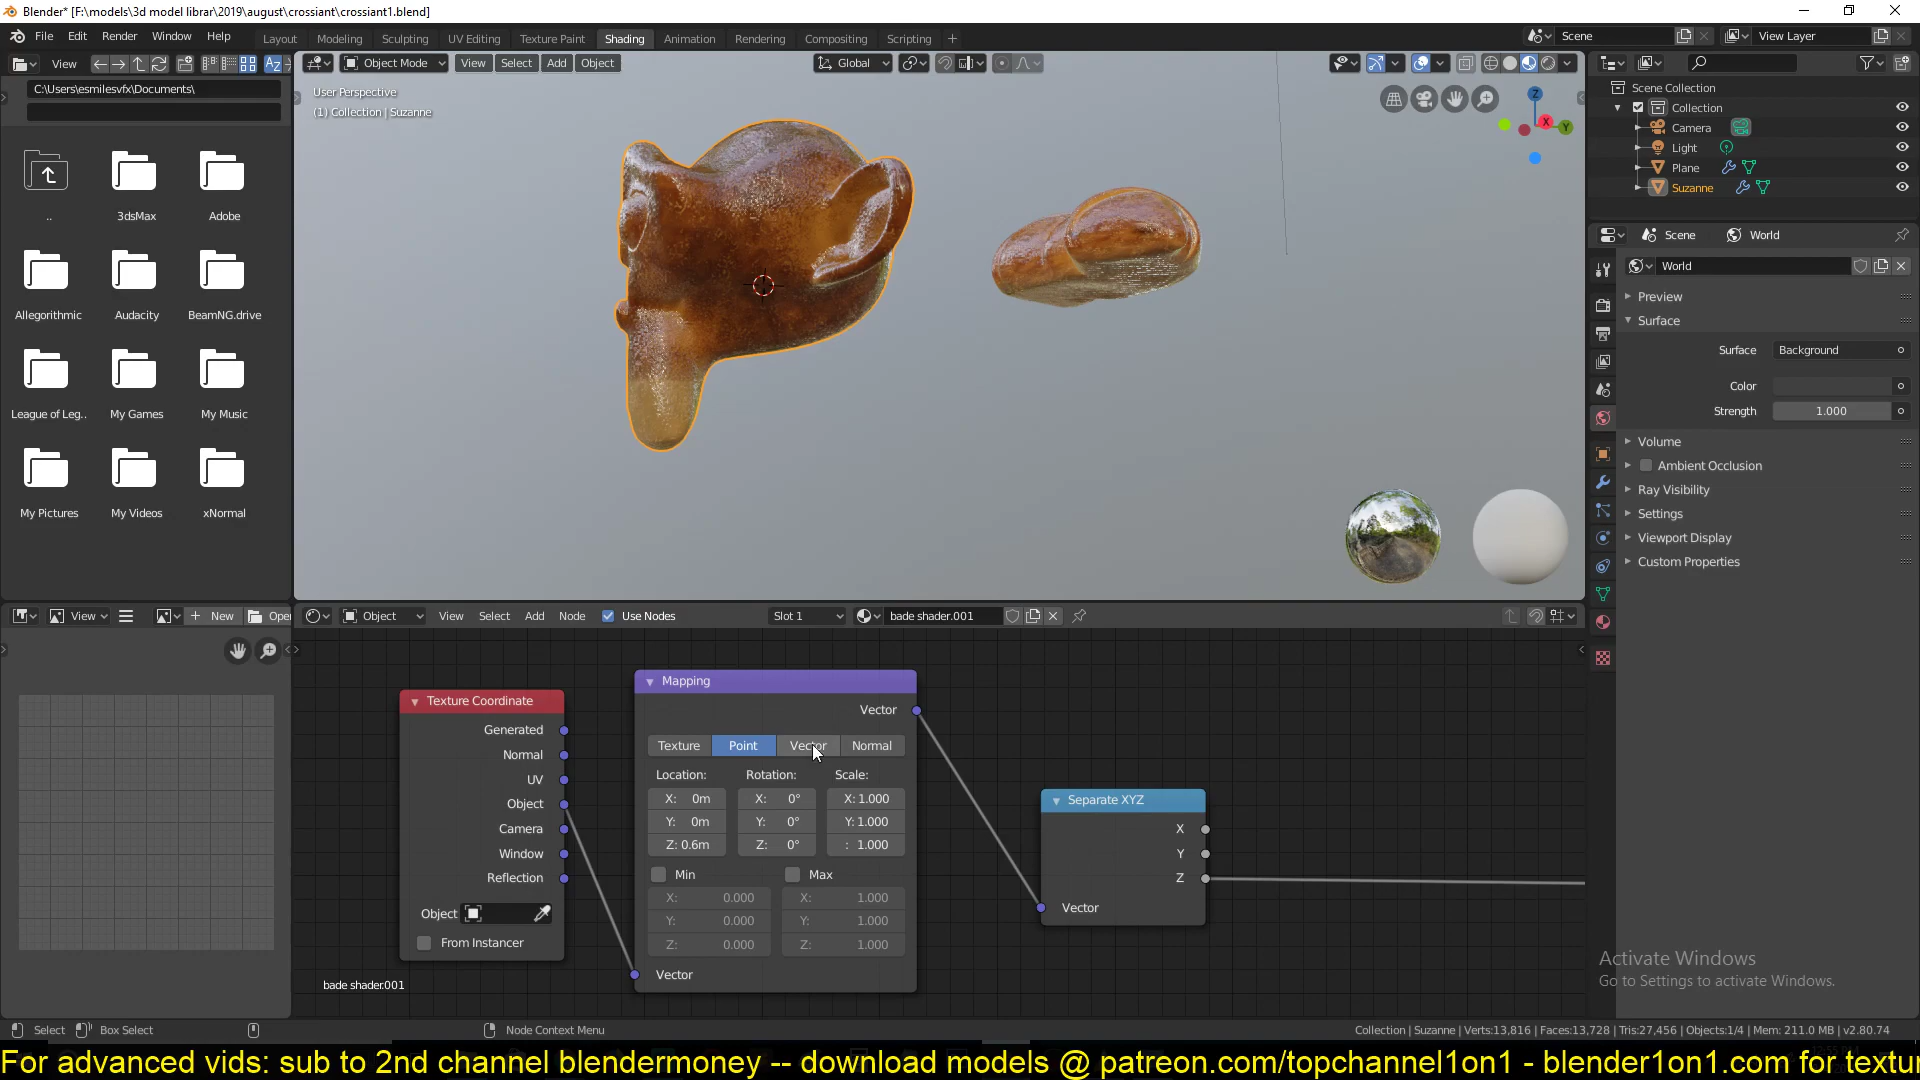 Blender* [F:\models\3d model librar\2019\august\crossiant\crossiant1.blend]
File Edit Render Window Help
Layout Modeling Sculpting UV Editing Texture Paint Shading Animation Rendering Compositing Scripting +
Scene View Layer
View
Object Mode View Select Add Object Global
C:\Users\esmilesvfx\Documents\
User Perspective
(1) Collection | Suzanne
..
3dsMax
Adobe
Allegorithmic
Audacity
BeamNG.drive
League of Leg..
My Games
My Music
My Pictures
My Videos
xNormal
Z
X
Y
Scene Collection
Collection
Camera
Light
Plane
Suzanne
Scene World
World
Preview
Surface
Surface Background
Color
Strength 1.000
Volume
Ambient Occlusion
Ray Visibility
Settings
Viewport Display
Custom Properties
View New Ope
Object View Select Add Node Use Nodes Slot 1 bade shader.001
Texture Coordinate
Generated
Normal
UV
Object
Camera
Window
Reflection
Object
From Instancer
Mapping
Vector
Texture Point Vector Normal
Location: Rotation: Scale:
X: 0m X: 0° X: 1.000
Y: 0m Y: 0° Y: 1.000
Z: 0.6m Z: 0° : 1.000
Min Max
X: 0.000 X: 1.000
Y: 0.000 Y: 1.000
Z: 0.000 Z: 1.000
Vector
Separate XYZ
X
Y
Z
Vector
bade shader.001
Activate Windows
Go to Settings to activate Windows.
Select Box Select Node Context Menu
Collection | Suzanne | Verts:13,816 | Faces:13,728 | Tris:27,456 | Objects:1/4 | Mem: 211.0 MB | v2.80.74
For advanced vids: sub to 2nd channel blendermoney -- download models @ patreon.com/topchannel1on1 - blender1on1.com for textur